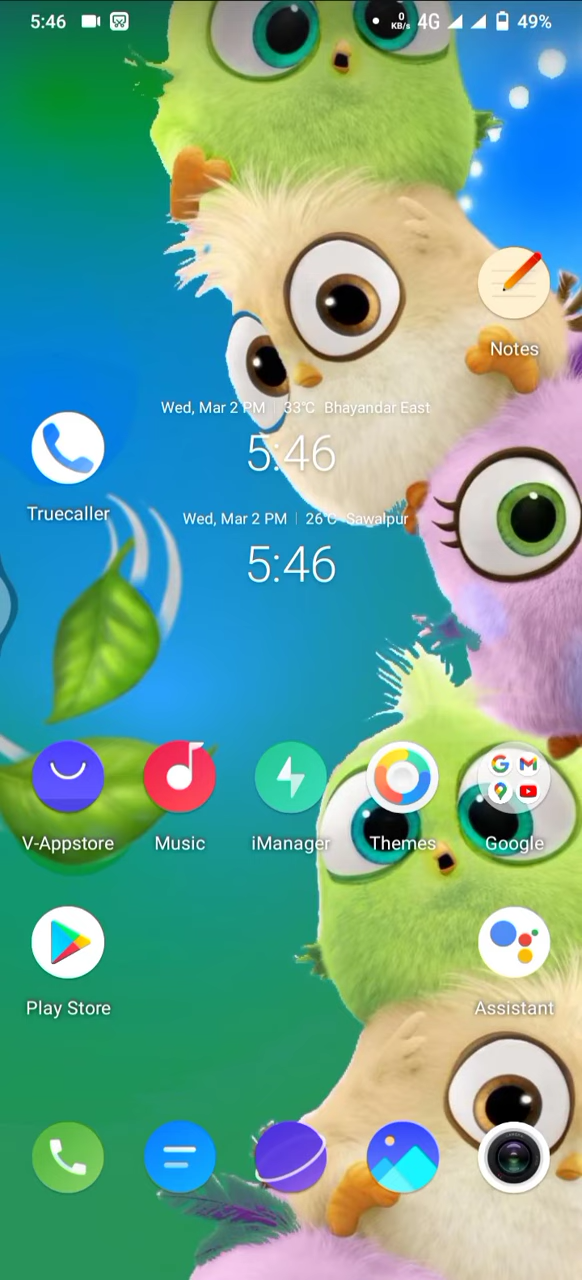 5:46 0 KB/s 4G 49%
Notes
Wed, Mar 2 PM | 33°C Bhayandar East
5:46
Truecaller
Wed, Mar 2 PM | 26°C Sawalpur
5:46
V-Appstore Music iManager Themes Google
Play Store Assistant